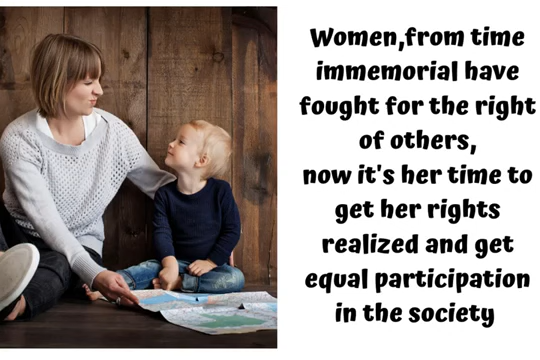 Women,from time
immemorial have
fought for the right
of others,
now it's her time to
get her rights
realized and get
equal participation
in the society